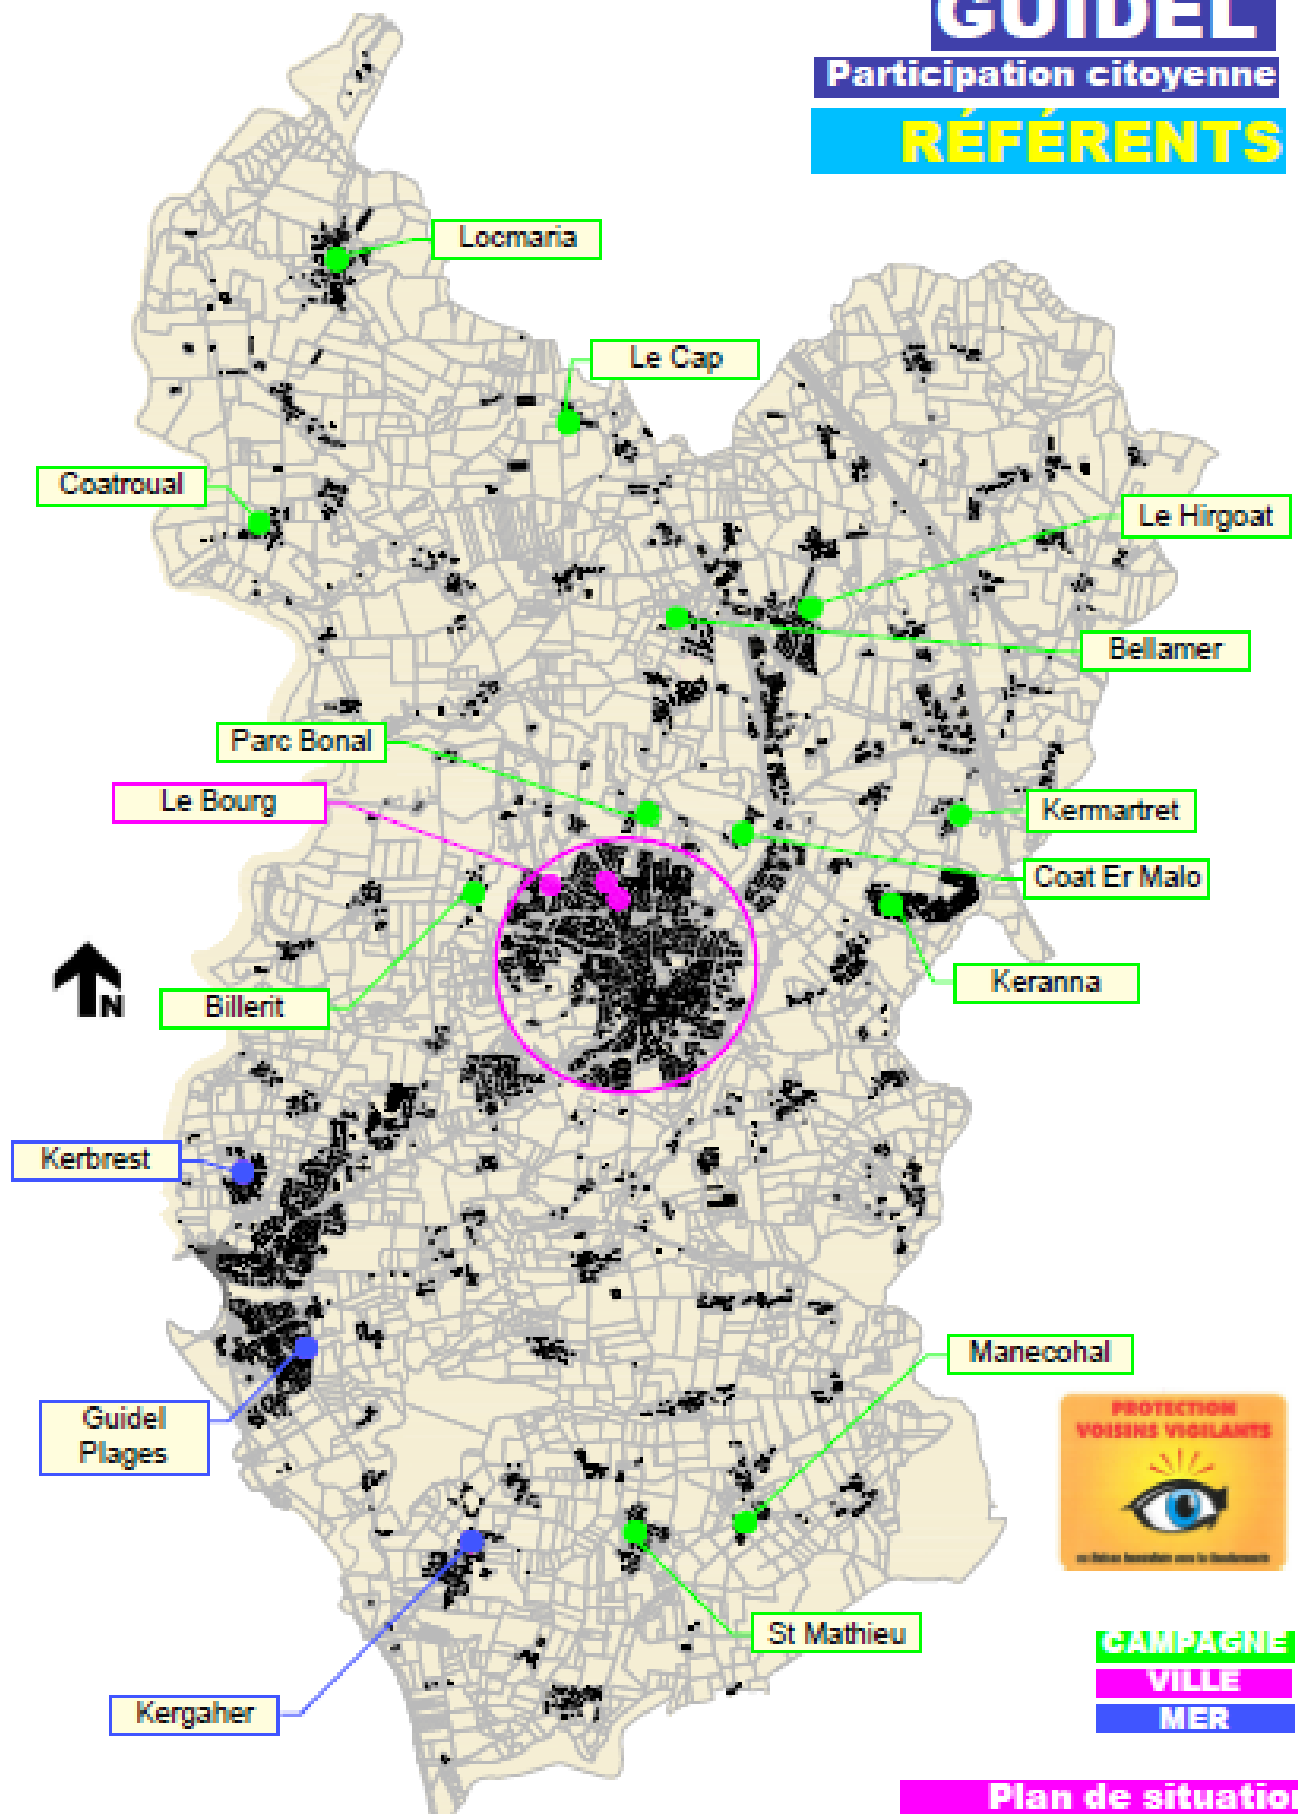 GUIDEL
Participation citoyenne
RÉFÉRENTS
Locmaria
Le Cap
Coatroual
Le Hirgoat
Bellamer
Parc Bonal
Le Bourg
Kermartret
Coat Er Malo
Keranna
Billerit
N
Kerbrest
Manecohal
Guidel
Plages
PROTECTION
VOISINS VIGILANTS
St Mathieu
Kergaher
CAMPAGNE
VILLE
MER
Plan de situation